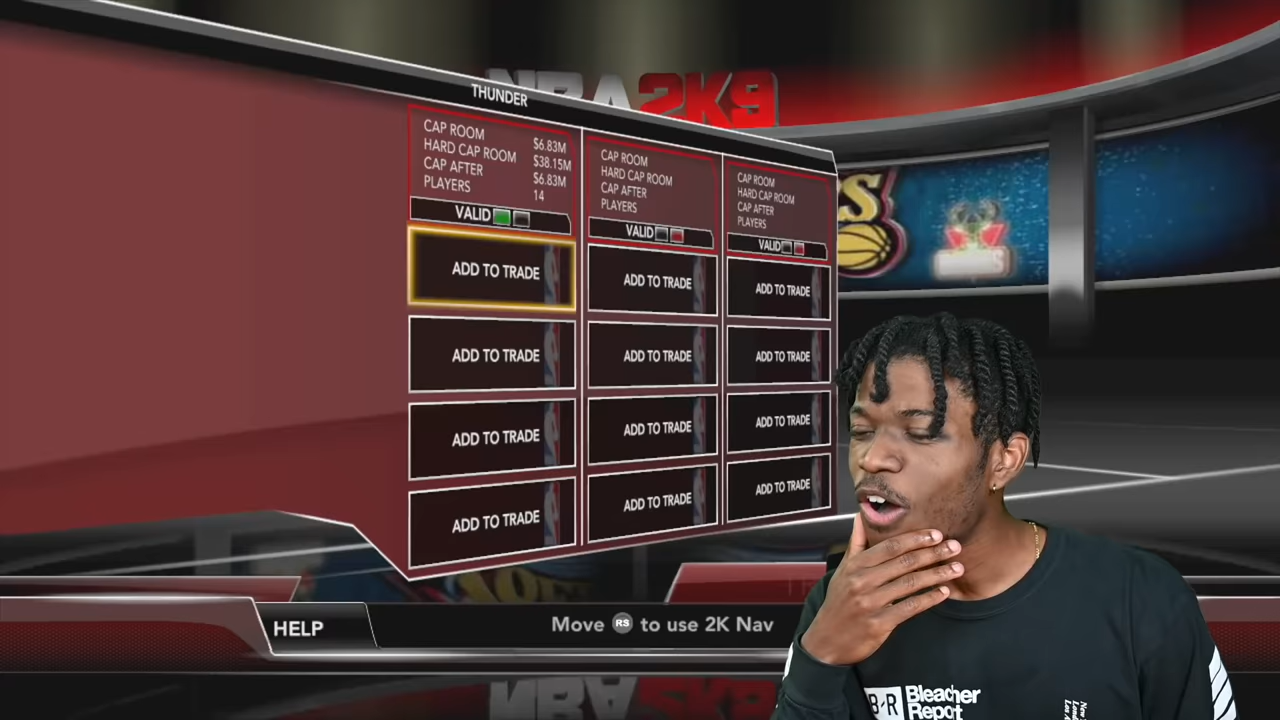 NBA 2K9
THUNDER
CAP ROOM $6.83M
HARD CAP ROOM $38.15M
CAP AFTER $6.83M
PLAYERS 14
VALID
ADD TO TRADE
ADD TO TRADE
ADD TO TRADE
ADD TO TRADE
CAP ROOM
HARD CAP ROOM
CAP AFTER
PLAYERS
VALID
ADD TO TRADE
ADD TO TRADE
ADD TO TRADE
ADD TO TRADE
CAP ROOM
HARD CAP ROOM
CAP AFTER
PLAYERS
VALID
ADD TO TRADE
ADD TO TRADE
ADD TO TRADE
ADD TO TRADE
HELP
Move RS to use 2K Nav
B/R Bleacher
Report